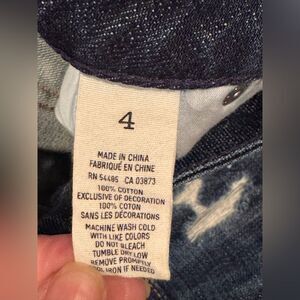 4
MADE IN CHINA
FABRIQUÉ EN CHINE
RN 54485 CA 03873
100% COTTON
EXCLUSIVE OF DECORATION
100% COTON
SANS LES DÉCORATIONS
MACHINE WASH COLD
WITH LIKE COLORS
DO NOT BLEACH
TUMBLE DRY LOW
REMOVE PROMPTLY
COOL IRON IF NEEDED